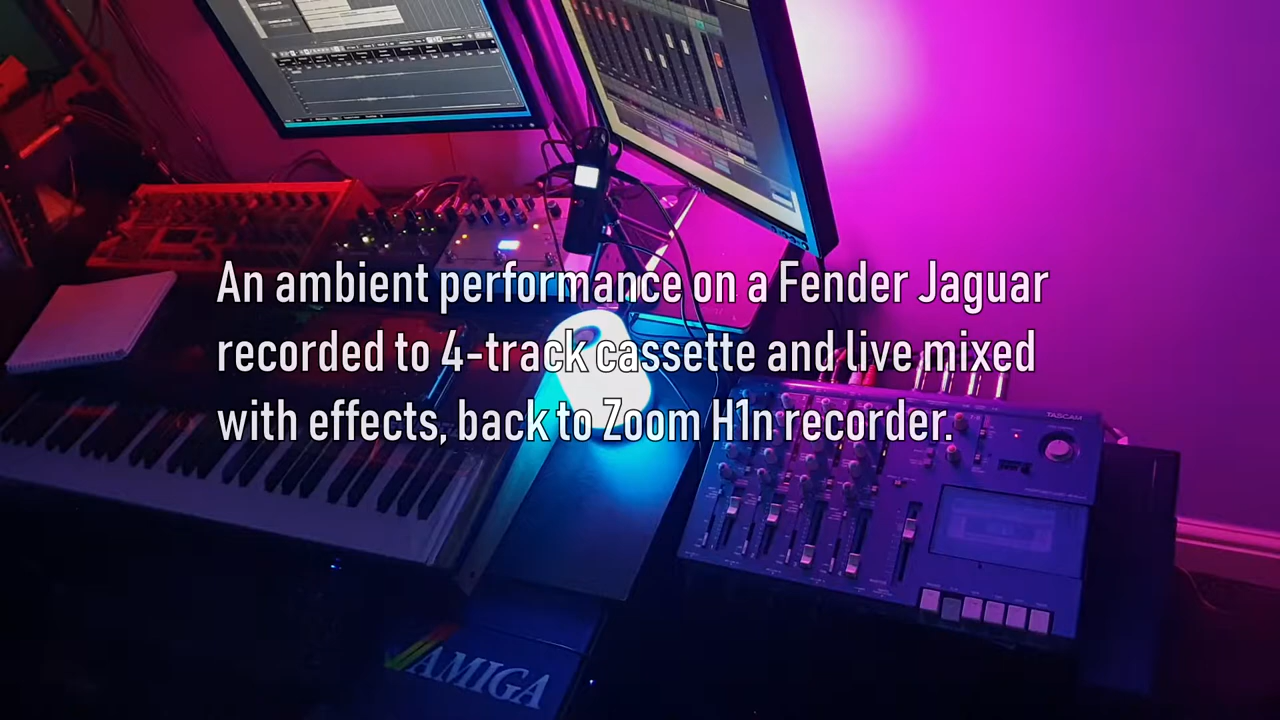 An ambient performance on a Fender Jaguar
recorded to 4-track cassette and live mixed
with effects, back to Zoom H1n recorder.
TASCAM
AMIGA